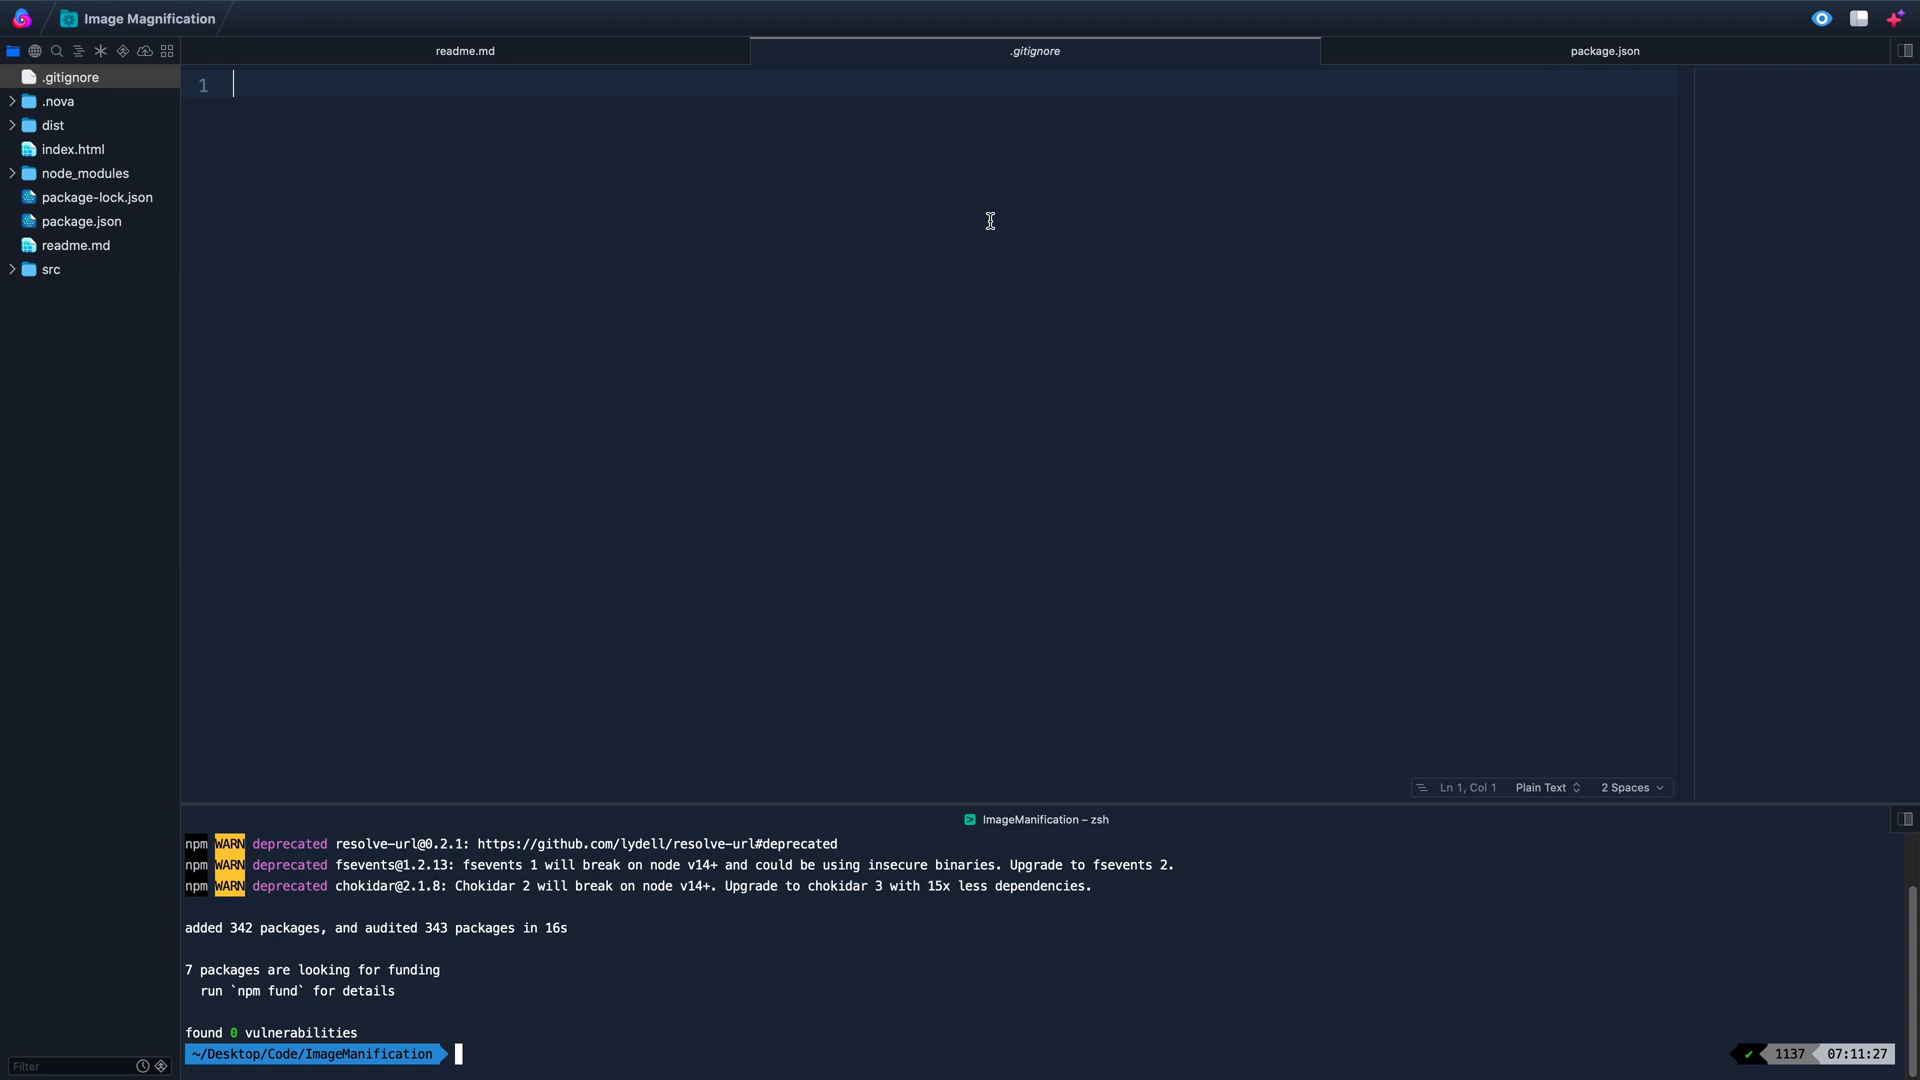 Image Magnification
readme.md
.gitignore
package.json
.gitignore
.nova
dist
index.html
node_modules
package-lock.json
package.json
readme.md
src
1
Ln 1, Col 1
Plain Text
2 Spaces
ImageManification – zsh
npm WARN deprecated resolve-url@0.2.1: https://github.com/lydell/resolve-url#deprecated
npm WARN deprecated fsevents@1.2.13: fsevents 1 will break on node v14+ and could be using insecure binaries. Upgrade to fsevents 2.
npm WARN deprecated chokidar@2.1.8: Chokidar 2 will break on node v14+. Upgrade to chokidar 3 with 15x less dependencies.
added 342 packages, and audited 343 packages in 16s
7 packages are looking for funding
run `npm fund` for details
found 0 vulnerabilities
~/Desktop/Code/ImageManification
✔ 1137 07:11:27
Filter